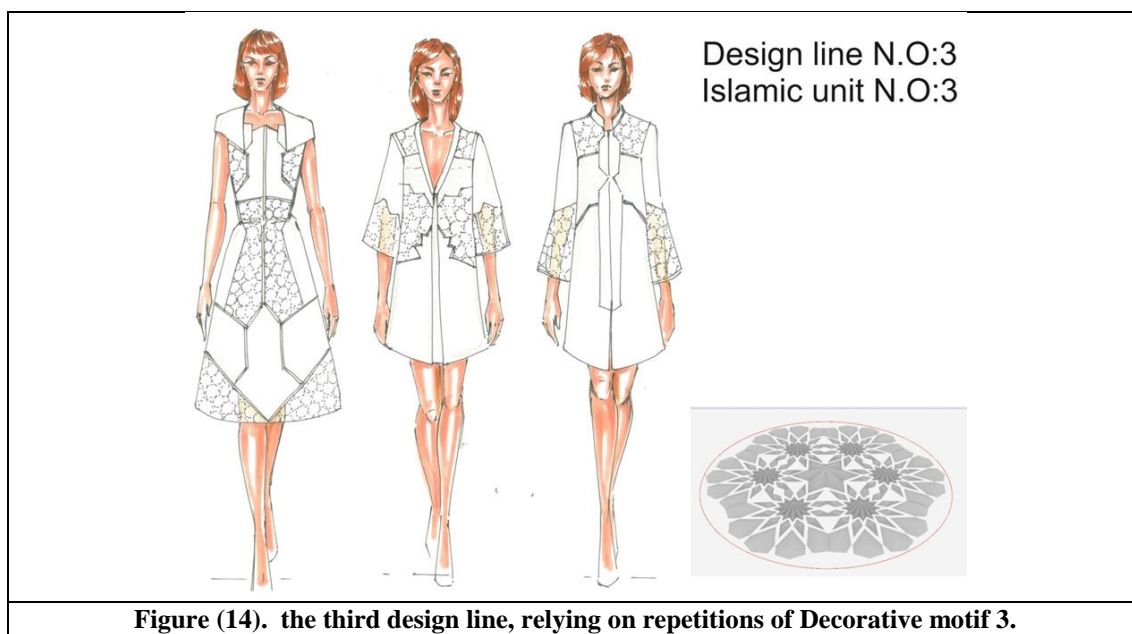 Design line N.O:3
Islamic unit N.O:3
Figure (14). the third design line, relying on repetitions of Decorative motif 3.